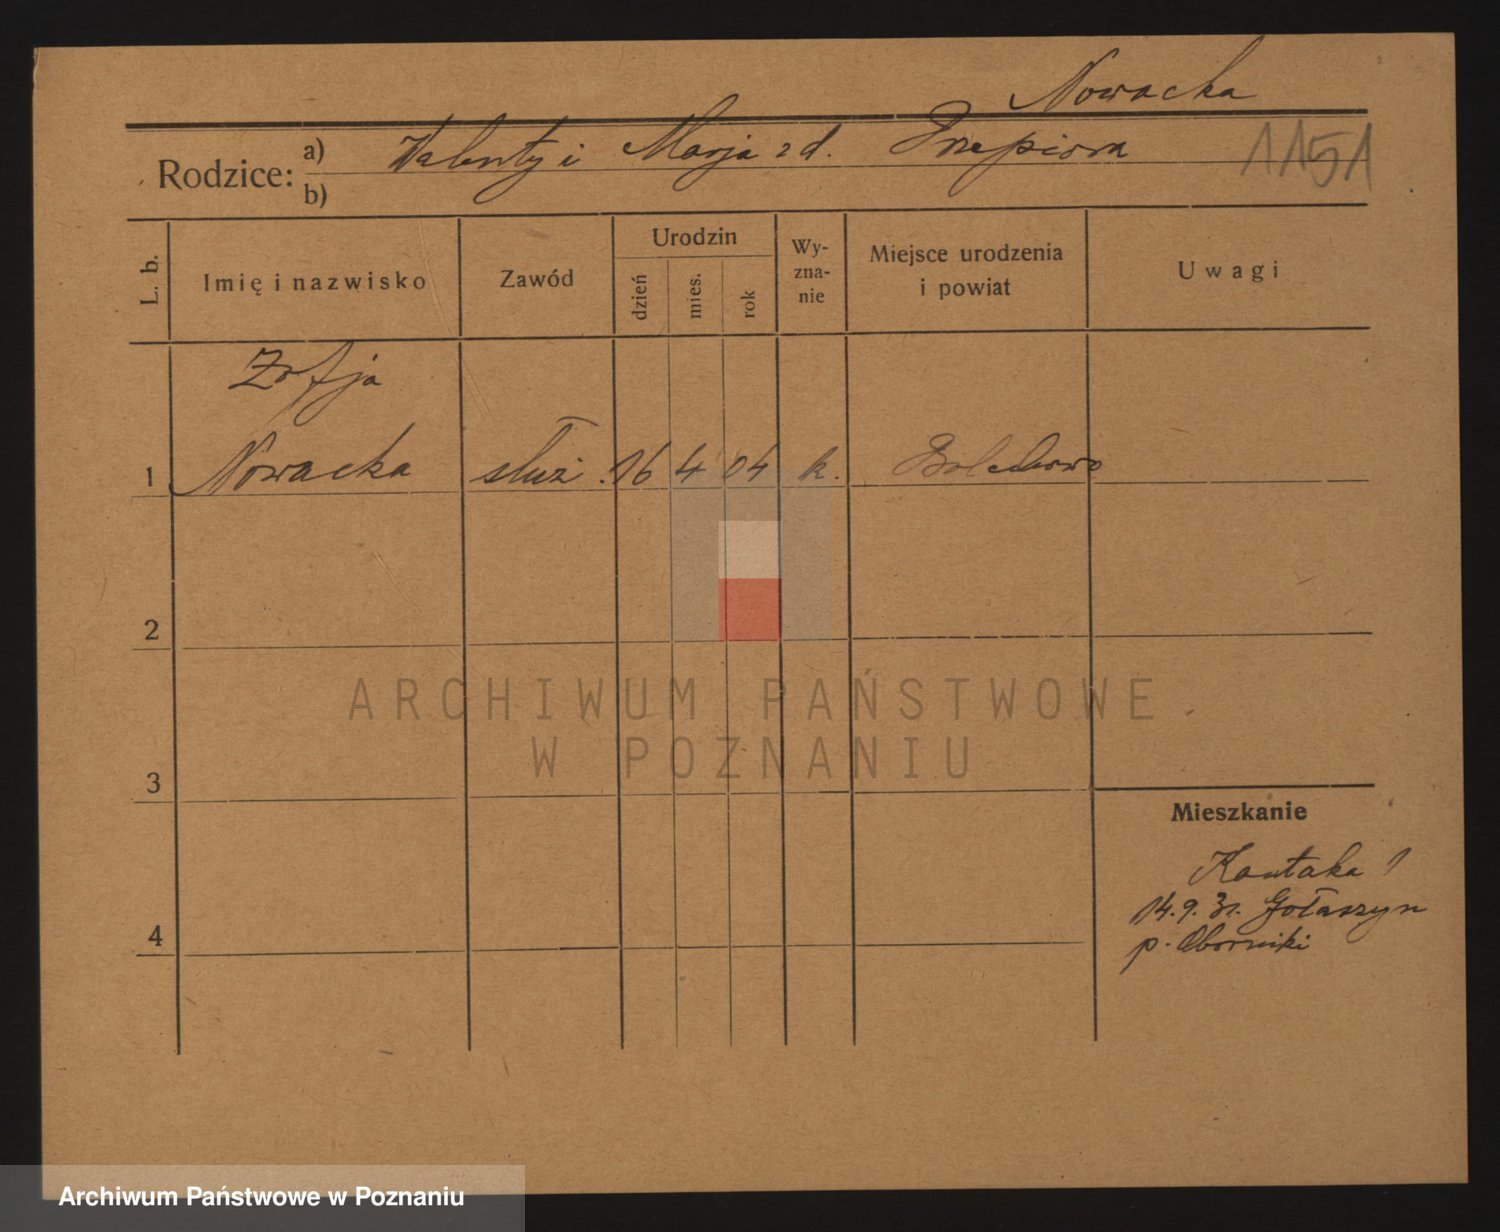 Nowacka
Rodzice: a) Walenty i Marja z d. Przepiora
1151
b)
L. b.
Imię i nazwisko
Zawód
Urodzin
dzień
mies.
rok
Wy-
zna-
nie
Miejsce urodzenia
i powiat
Uwagi
Zofja
1 Nowacka służ. 16 4 04 k. Bolechowo
2
ARCHIWUM PAŃSTWOWE
W POZNANIU
3
Mieszkanie
Kantaka 1
14.9.31. Gołaszyn
p. Oborniki
4
Archiwum Państwowe w Poznaniu